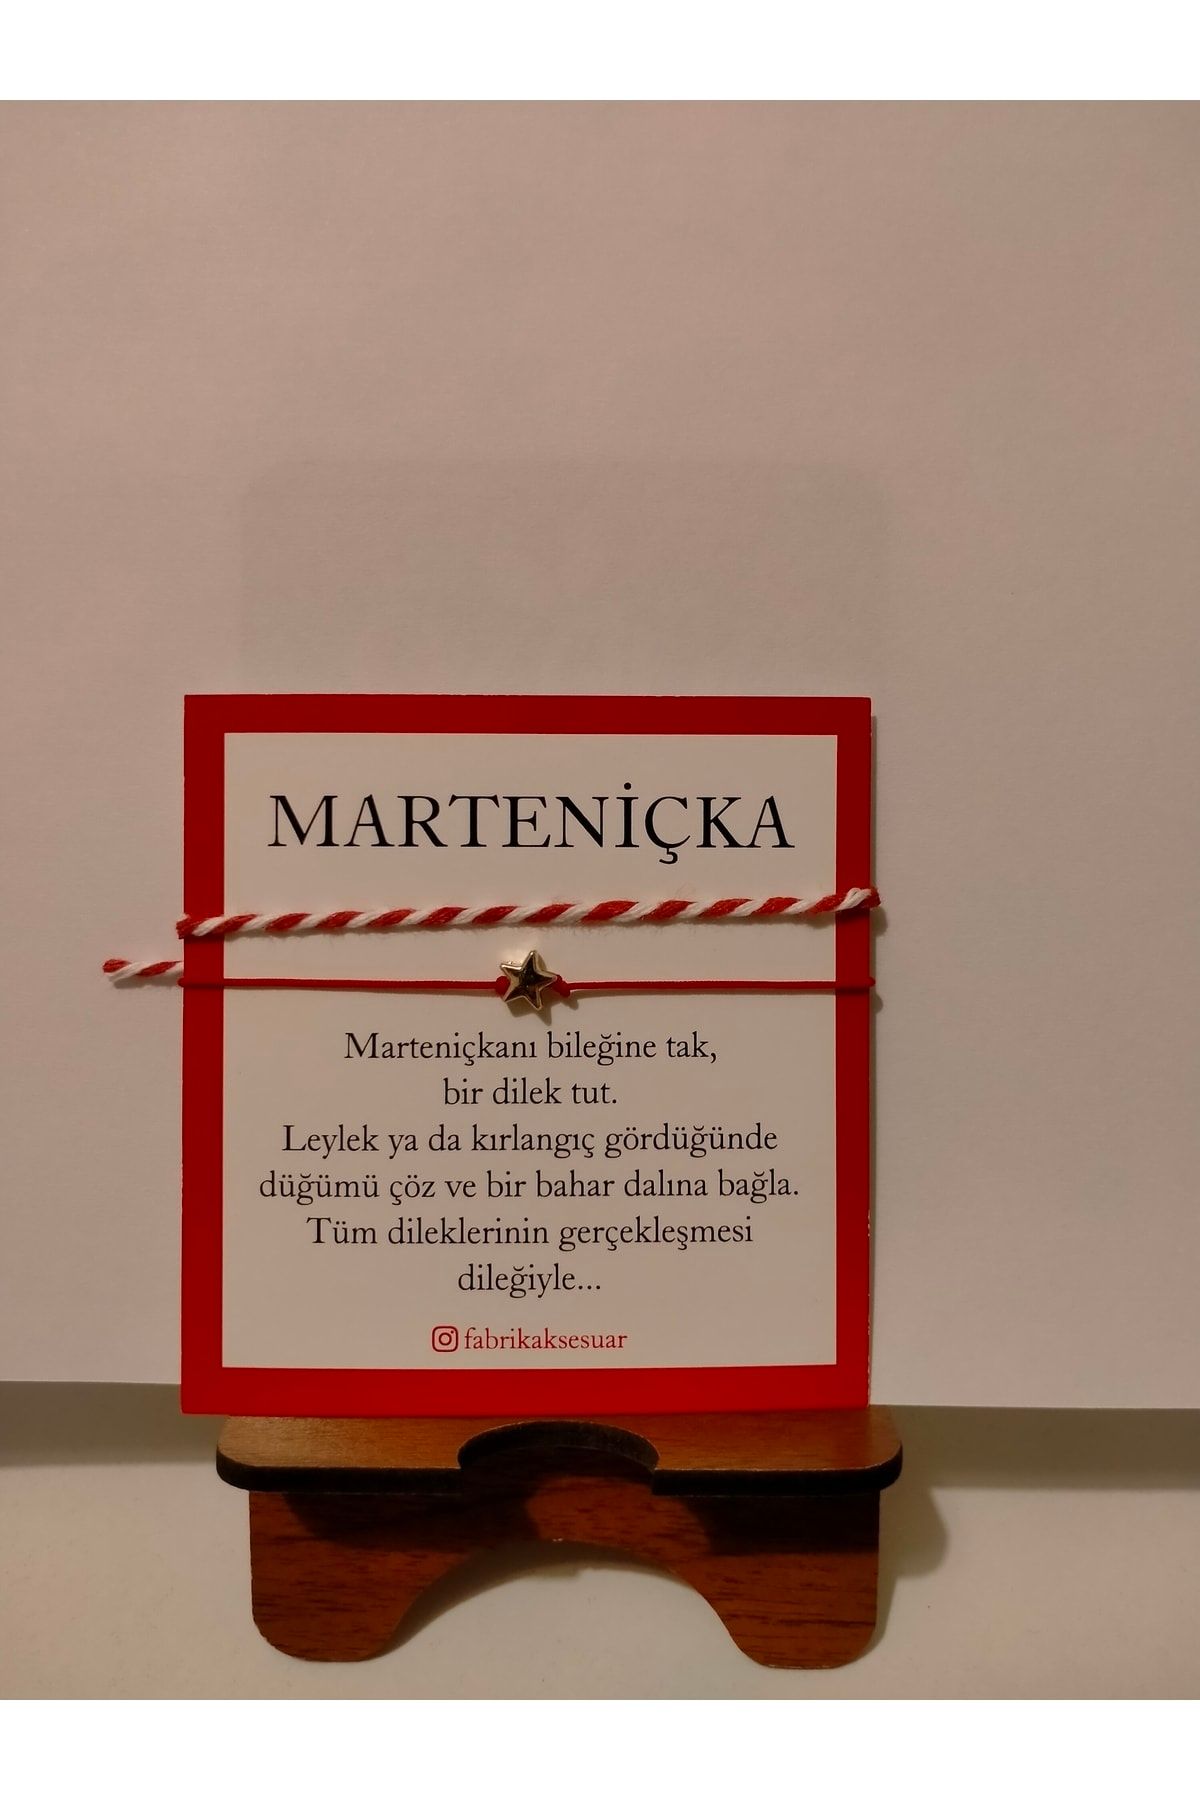 MARTENİÇKA
Marteniçkanı bileğine tak,
bir dilek tut.
Leylek ya da kırlangıç gördüğünde
düğümü çöz ve bir bahar dalına bağla.
Tüm dileklerinin gerçekleşmesi
dileğiyle...
fabrikaksesuar